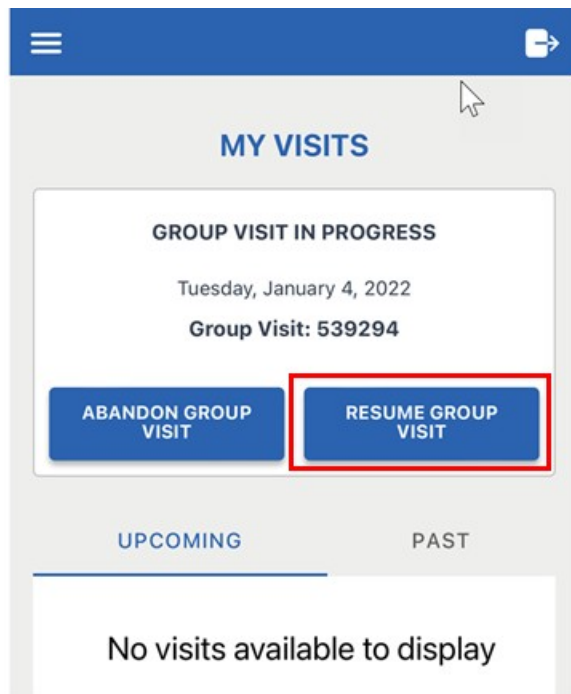 MY VISITS
GROUP VISIT IN PROGRESS
Tuesday, January 4, 2022
Group Visit: 539294
ABANDON GROUP
VISIT
RESUME GROUP
VISIT
UPCOMING
PAST
No visits available to display